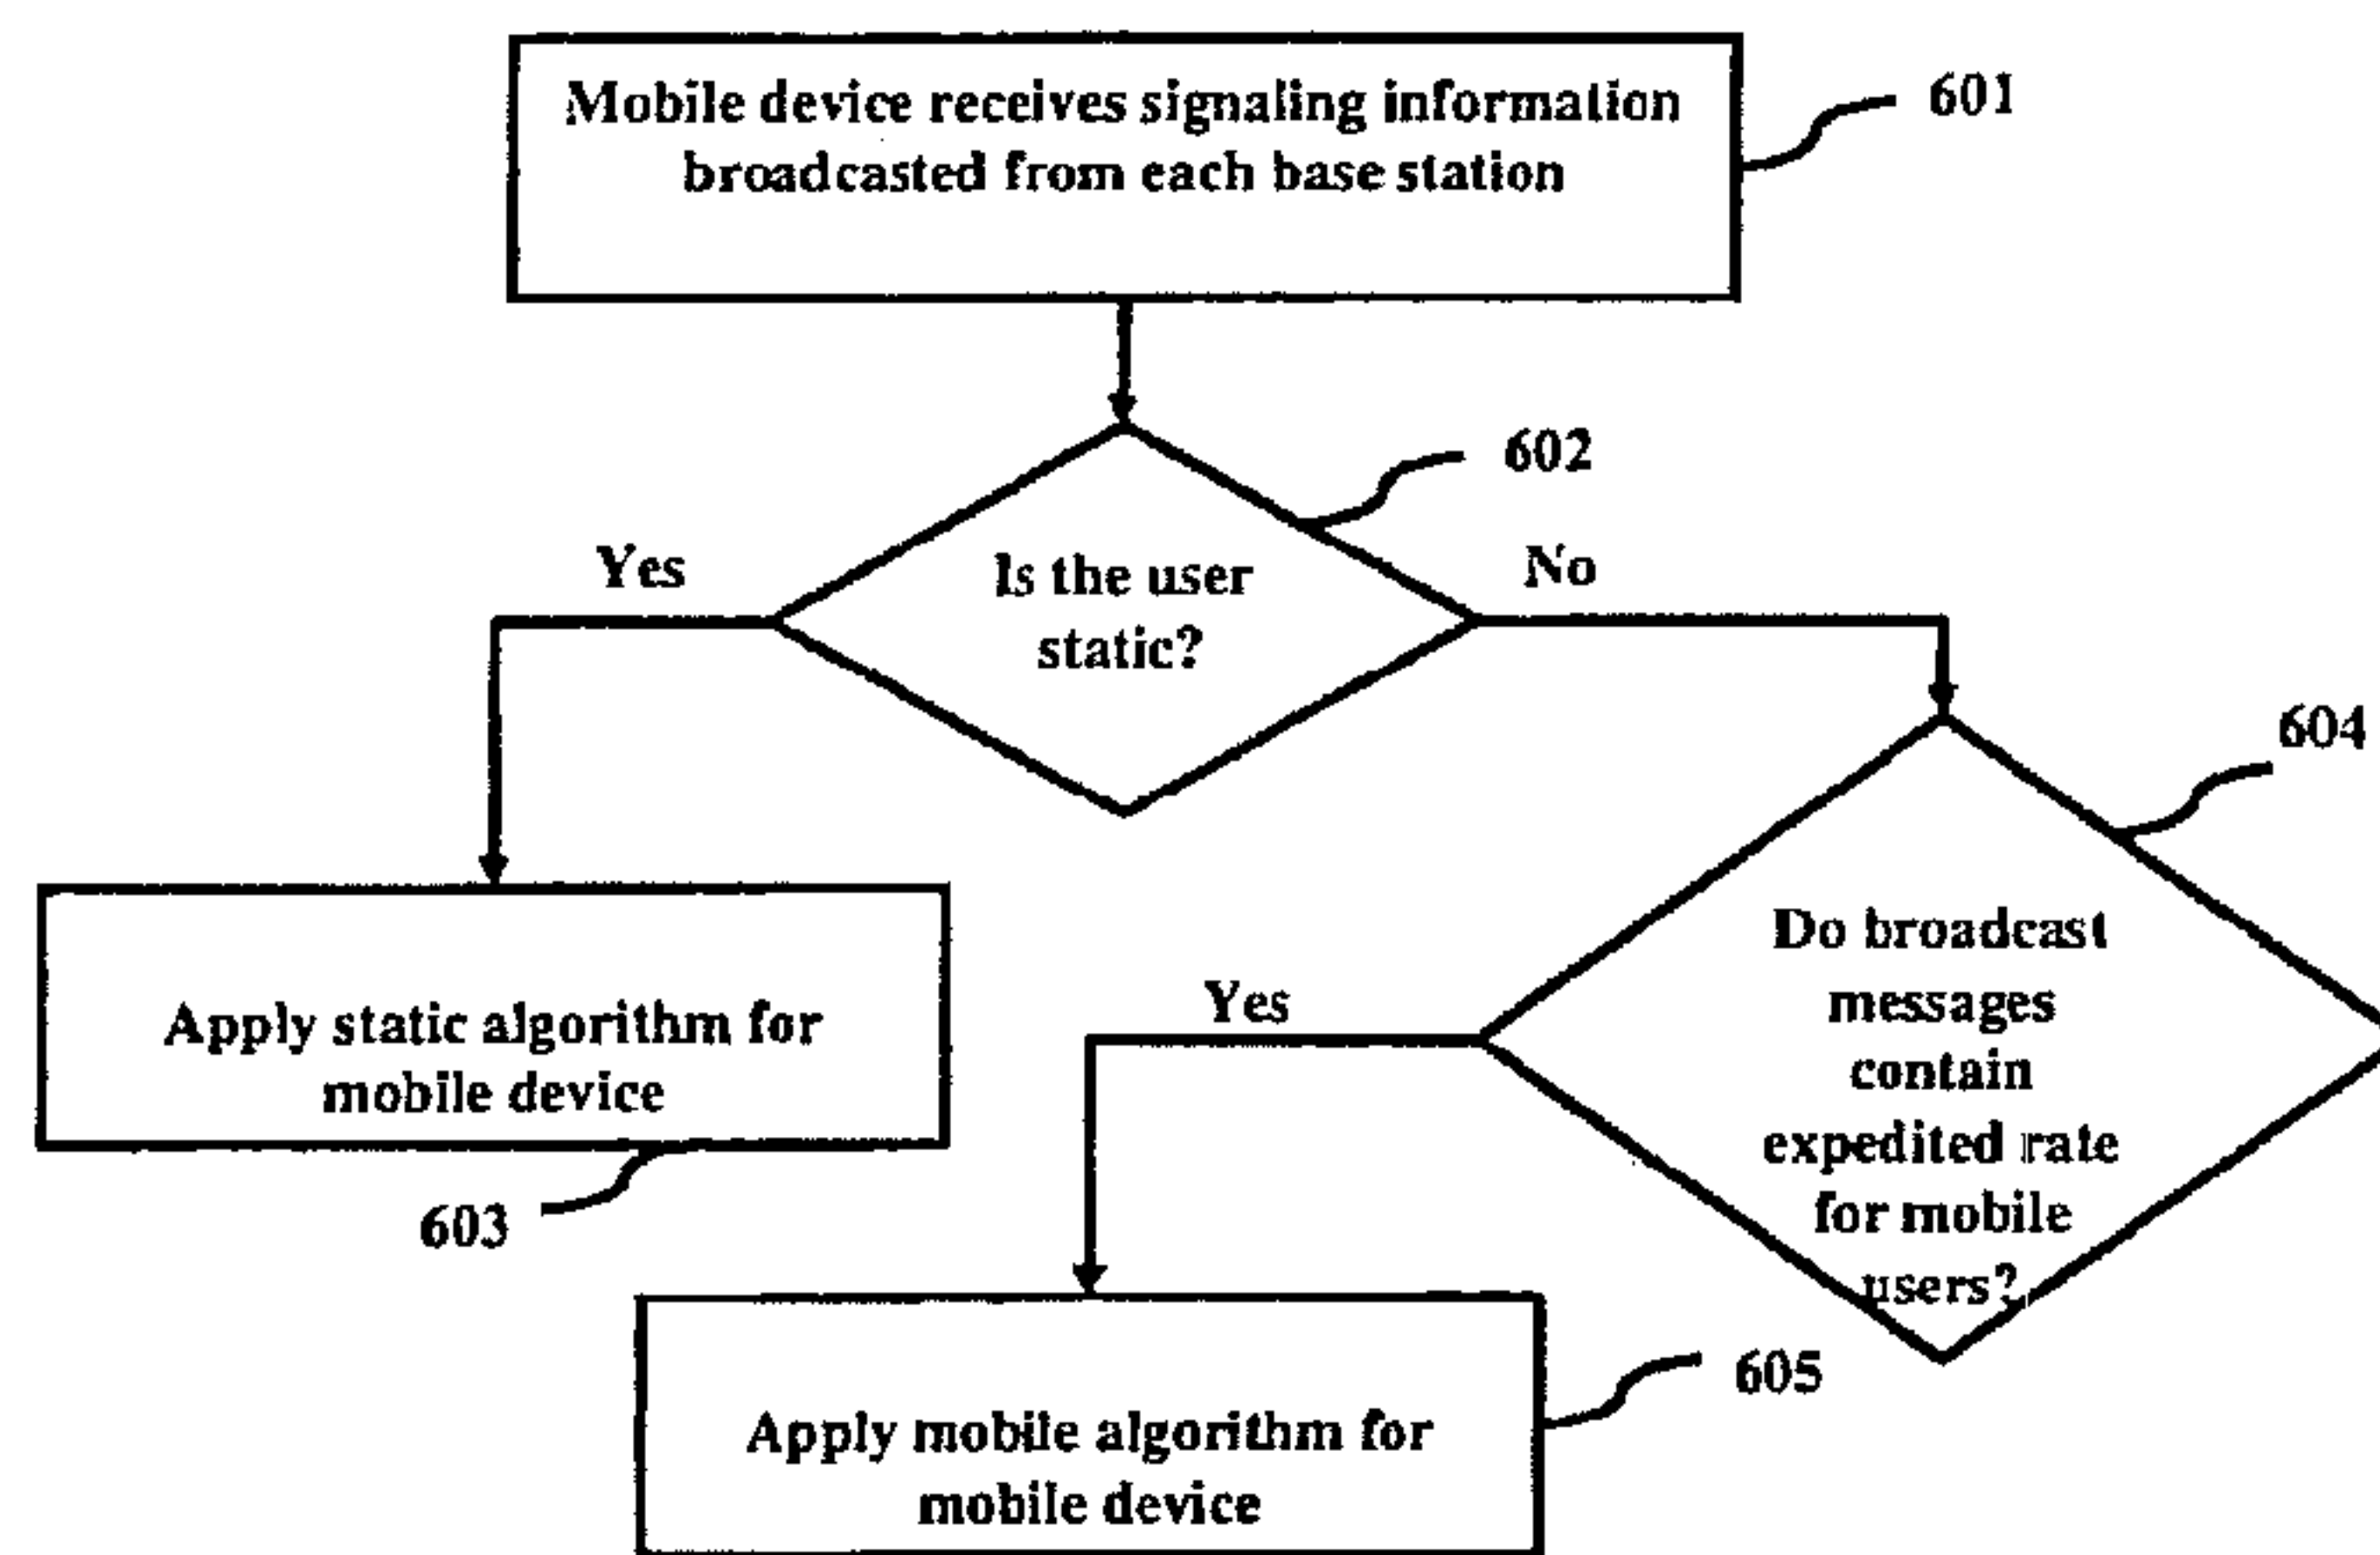 Mobile device receives signaling information
broadcasted from each base station
601
602
Yes
Is the user
static?
No
604
Do broadcast
messages
contain
expedited rate
for mobile
users?
Yes
Apply static algorithm for
mobile device
603
605
Apply mobile algorithm for
mobile device